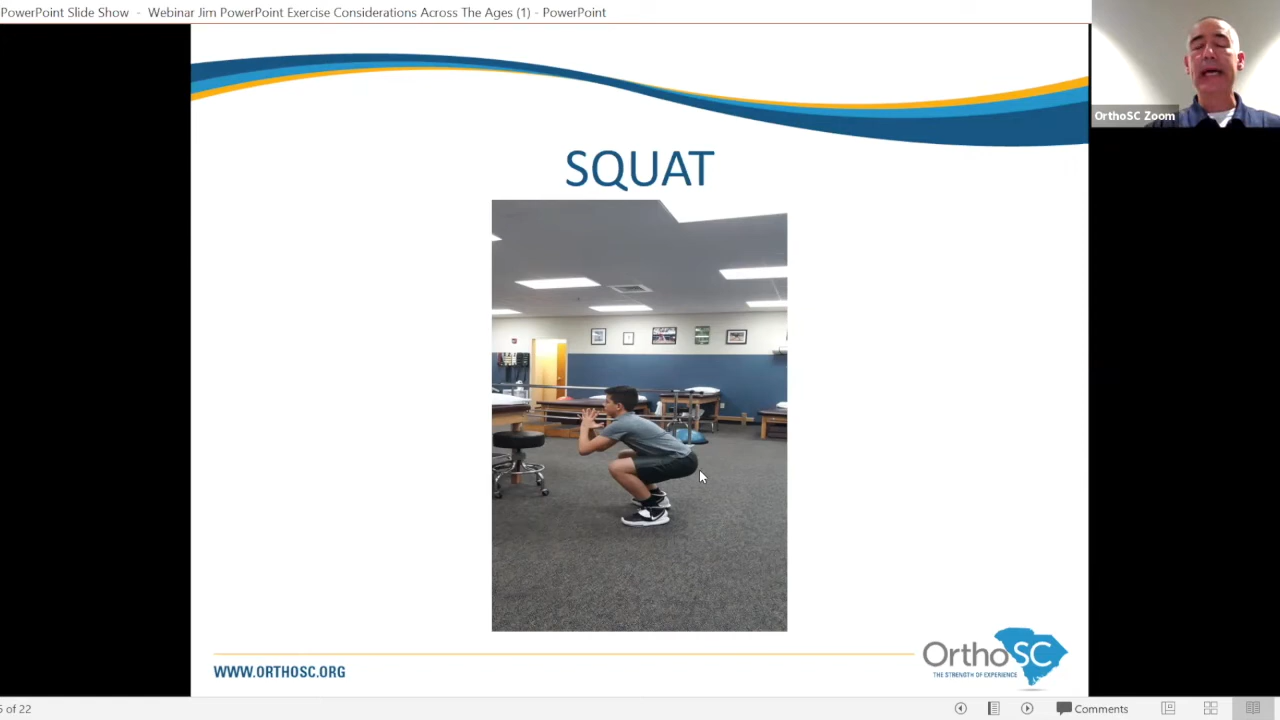 PowerPoint Slide Show - Webinar Jim PowerPoint Exercise Considerations Across The Ages (1) - PowerPoint
OrthoSC Zoom
SQUAT
WWW.ORTHOSC.ORG
OrthoSC
THE STRENGTH OF EXPERIENCE
of 22
Comments